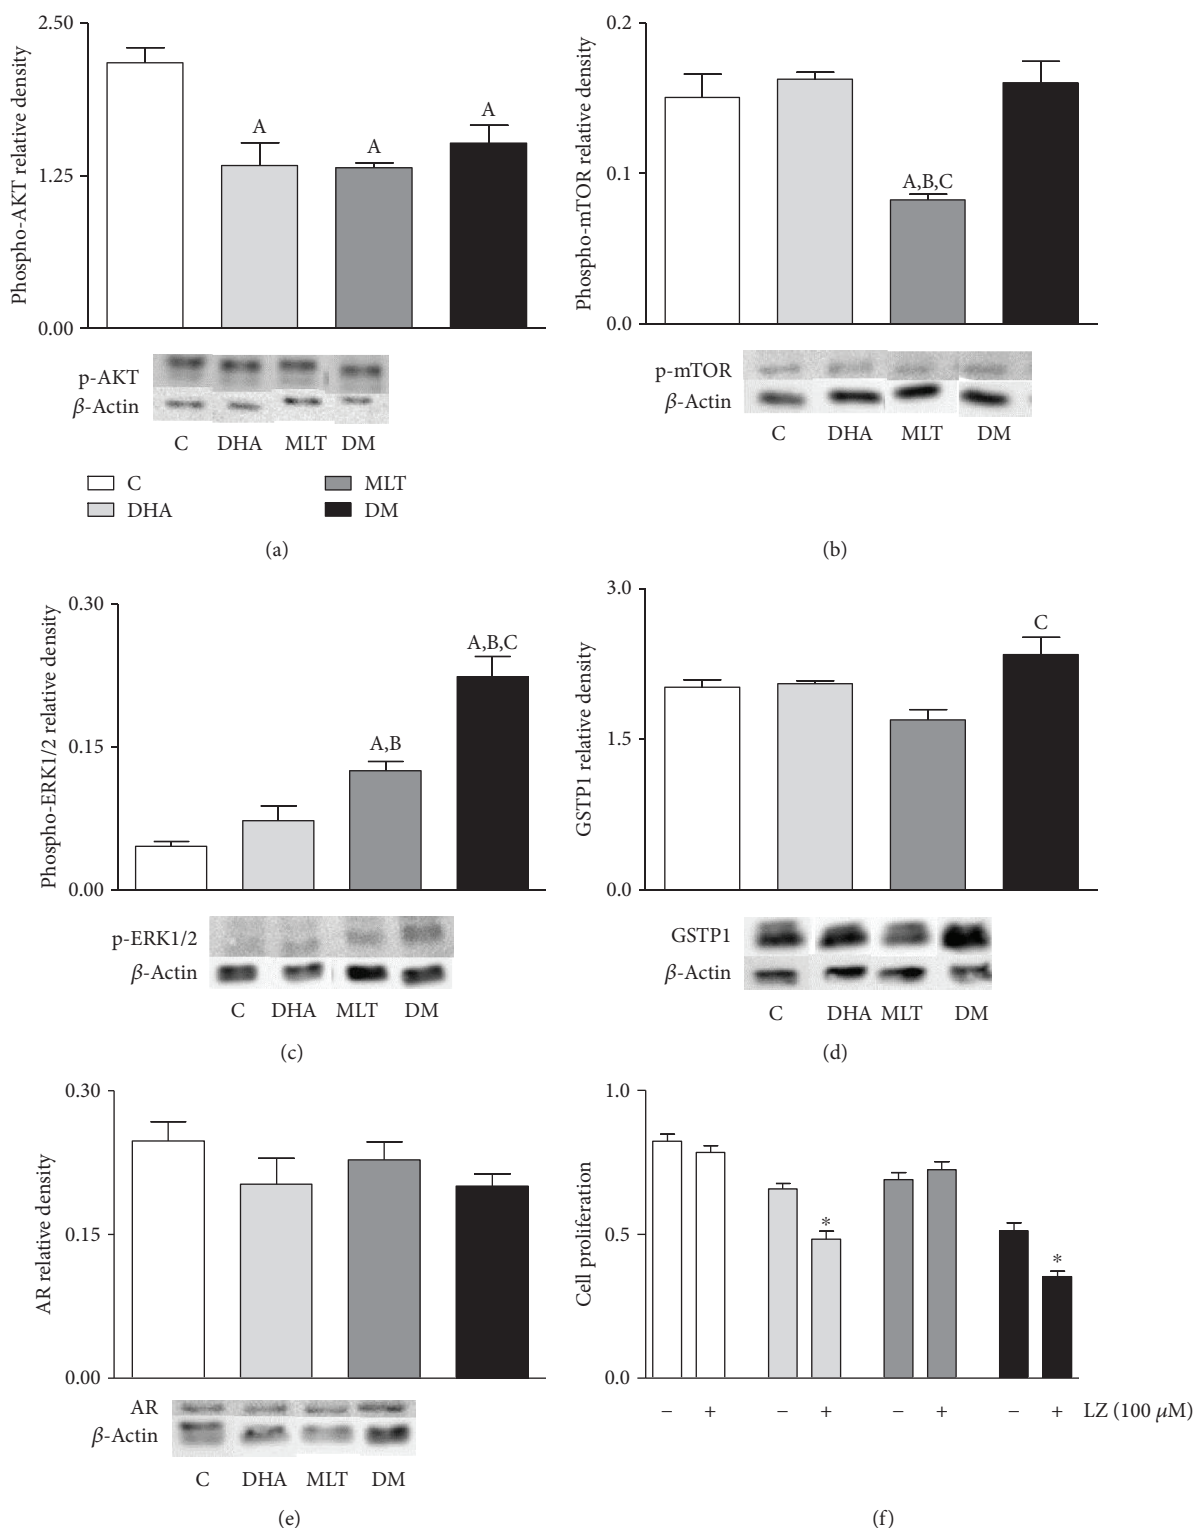 2.50
1.25
0.00
Phospho-AKT relative density
A
A
A
p-AKT
β-Actin
C DHA MLT DM
C
DHA
MLT
DM
(a)
0.2
0.1
0.0
Phospho-mTOR relative density
A,B,C
p-mTOR
β-Actin
C DHA MLT DM
(b)
0.30
0.15
0.00
Phospho-ERK1/2 relative density
A,B
A,B,C
p-ERK1/2
β-Actin
C DHA MLT DM
(c)
3.0
1.5
0.0
GSTP1 relative density
C
GSTP1
β-Actin
C DHA MLT DM
(d)
0.30
0.15
0.00
AR relative density
AR
β-Actin
C DHA MLT DM
(e)
1.0
0.5
0.0
Cell proliferation
*
*
− + − + − + − + LZ (100 μM)
(f)